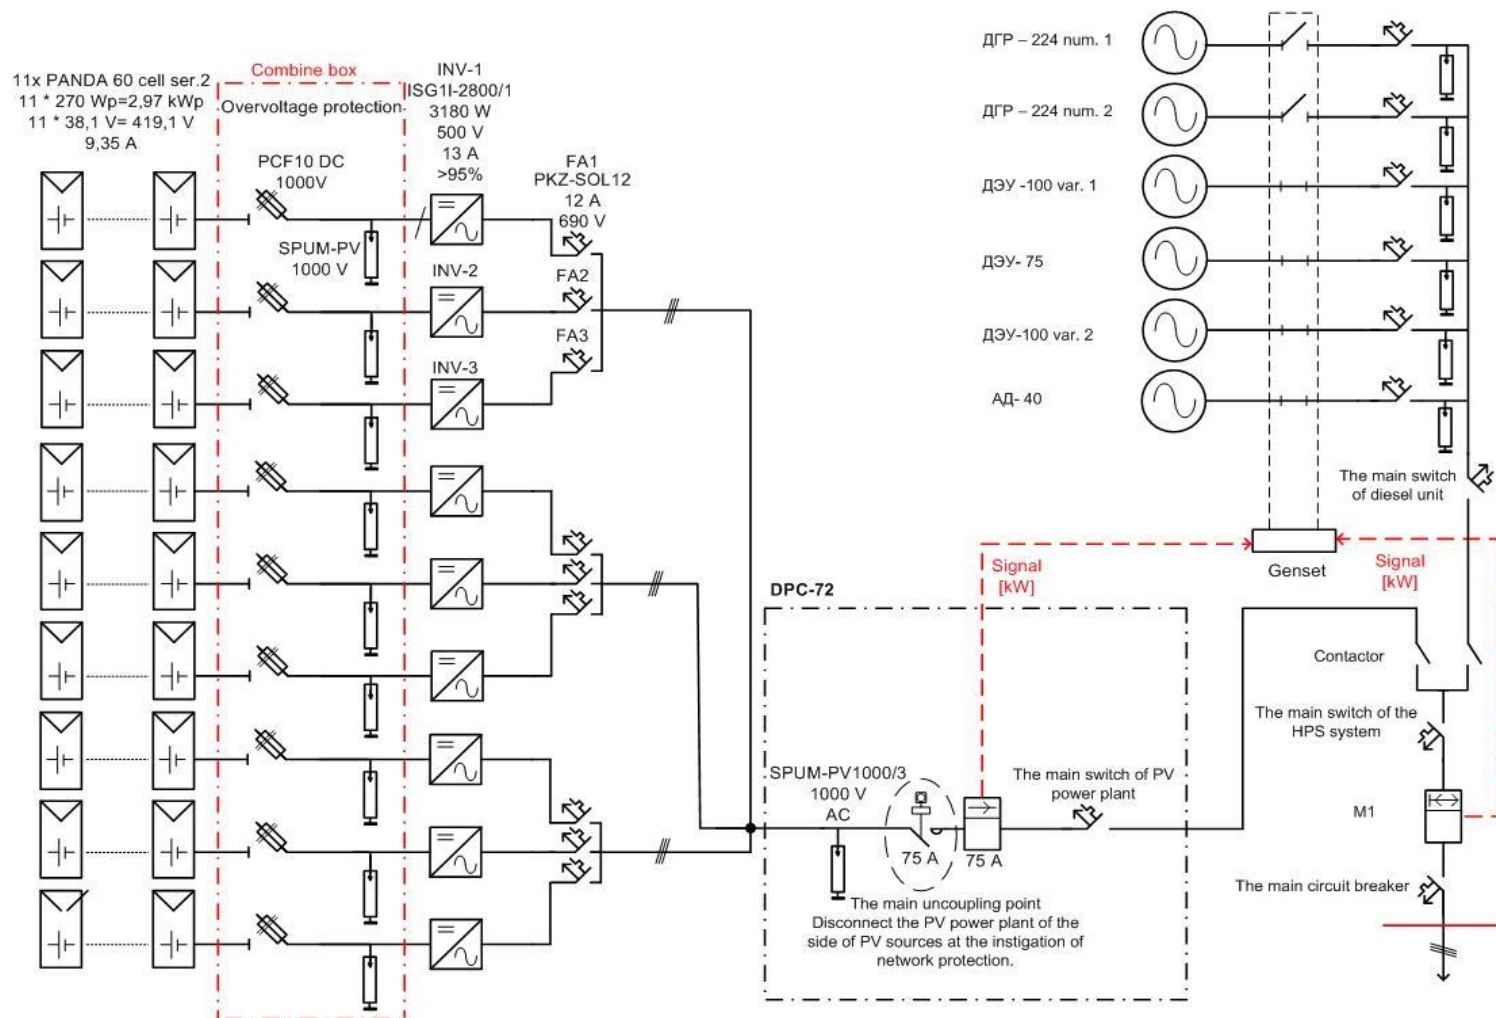 11x PANDA 60 cell ser.2
11 * 270 Wp=2,97 kWp
11 * 38,1 V= 419,1 V
9,35 A
Combine box
Overvoltage protection
PCF10 DC
1000V
SPUM-PV
1000 V
INV-1
ISG1I-2800/1
3180 W
500 V
13 A
>95%
INV-2
INV-3
FA1
PKZ-SOL12
12 A
690 V
FA2
FA3
ДГР – 224 num. 1
ДГР – 224 num. 2
ДЭУ -100 var. 1
ДЭУ- 75
ДЭУ-100 var. 2
АД- 40
The main switch
of diesel unit
Genset
Signal
[kW]
Signal
[kW]
DPC-72
SPUM-PV1000/3
1000 V
AC
75 A
75 A
The main switch of PV
power plant
The main uncoupling point
Disconnect the PV power plant of the
side of PV sources at the instigation of
network protection.
Contactor
The main switch of the
HPS system
M1
The main circuit breaker